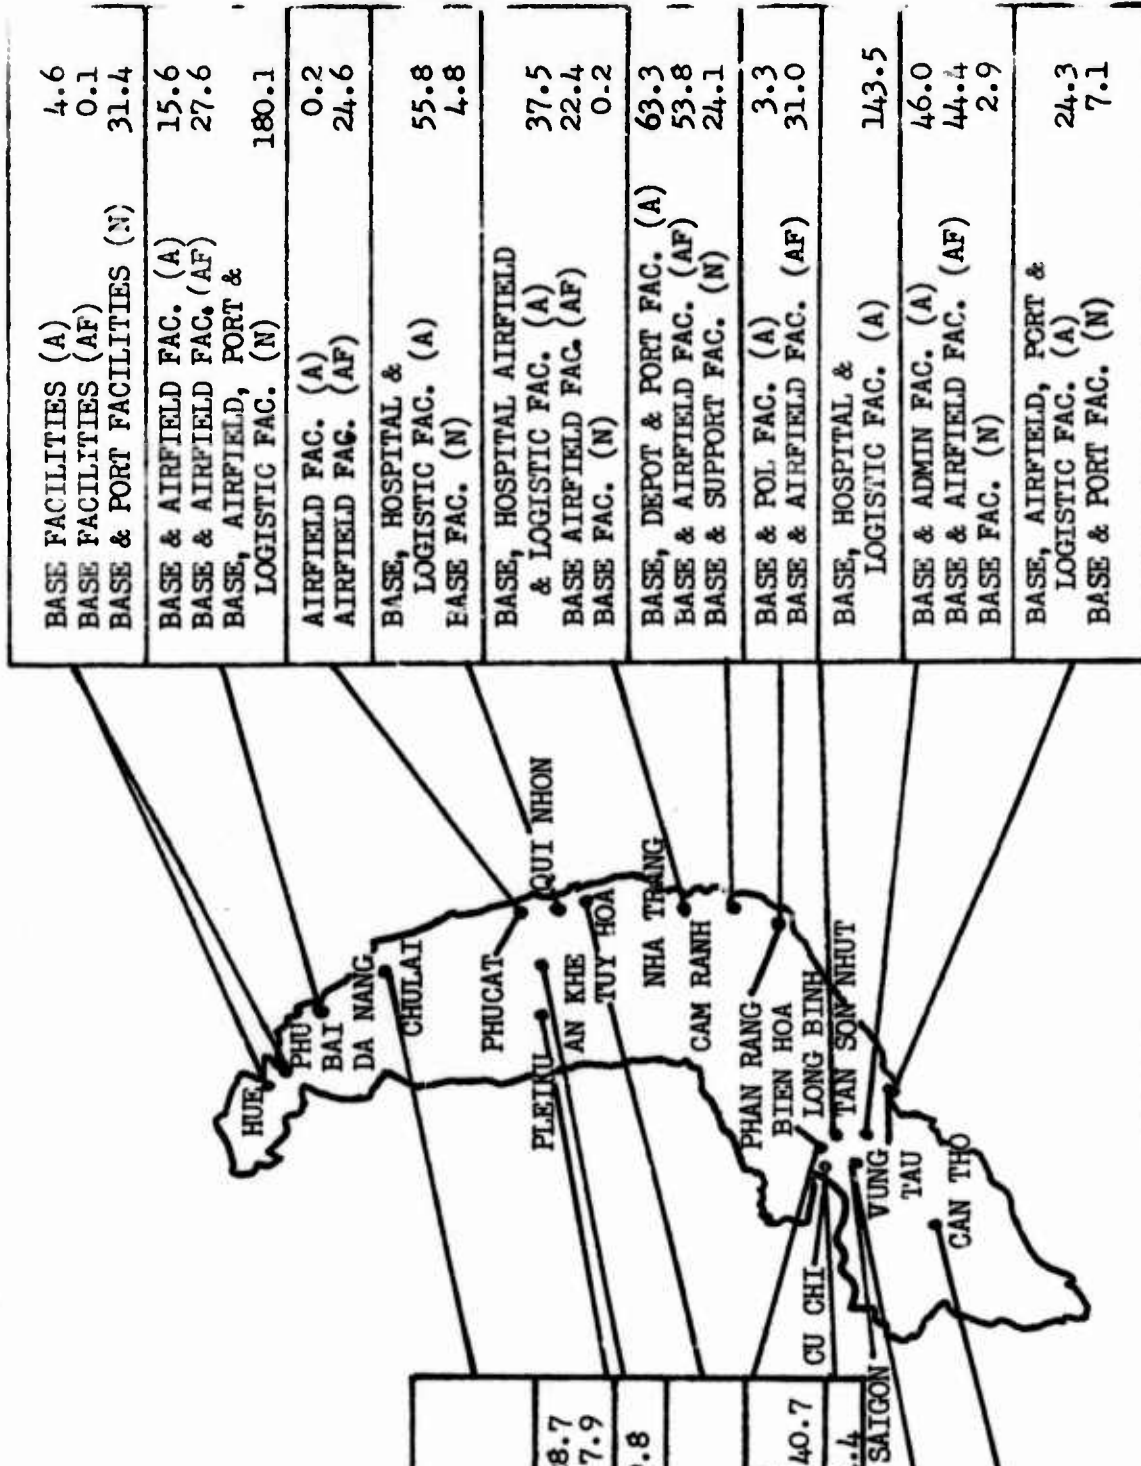 BASE FACILITIES (A) 4.6
BASE FACILITIES (AF) 0.1
BASE & PORT FACILITIES (N) 31.4
BASE & AIRFIELD FAC. (A) 15.6
BASE & AIRFIELD FAC. (AF) 27.6
BASE, AIRFIELD, PORT &
LOGISTIC FAC. (N) 180.1
AIRFIELD FAC. (A) 0.2
AIRFIELD FAC. (AF) 24.6
BASE, HOSPITAL &
LOGISTIC FAC. (A) 55.8
BASE FAC. (N) 4.8
BASE, HOSPITAL AIRFIELD
& LOGISTIC FAC. (A) 37.5
BASE AIRFIELD FAC. (AF) 22.4
BASE FAC. (N) 0.2
BASE, DEPOT & PORT FAC. (A) 63.3
BASE & AIRFIELD FAC. (AF) 53.8
BASE & SUPPORT FAC. (N) 24.1
BASE & POL FAC. (A) 3.3
BASE & AIRFIELD FAC. (AF) 31.0
BASE, HOSPITAL &
LOGISTIC FAC. (A) 143.5
BASE & ADMIN FAC. (A) 46.0
BASE & AIRFIELD FAC. (AF) 44.4
BASE FAC. (N) 2.9
BASE, AIRFIELD, PORT &
LOGISTIC FAC. (A) 24.3
BASE & PORT FAC. (N) 7.1
HUE
PHU
BAI
DA NANG
CHULAI
PHUCAT
QUI NHON
PLEIKU
AN KHE
TUY HOA
NHA TRANG
CAM RANH
PHAN RANG
BIEN HOA
LONG BINH
TAN SON NHUT
CU CHI
VUNG
TAU
SAIGON
CAN THO
8.7
7.9
.8
40.7
.4